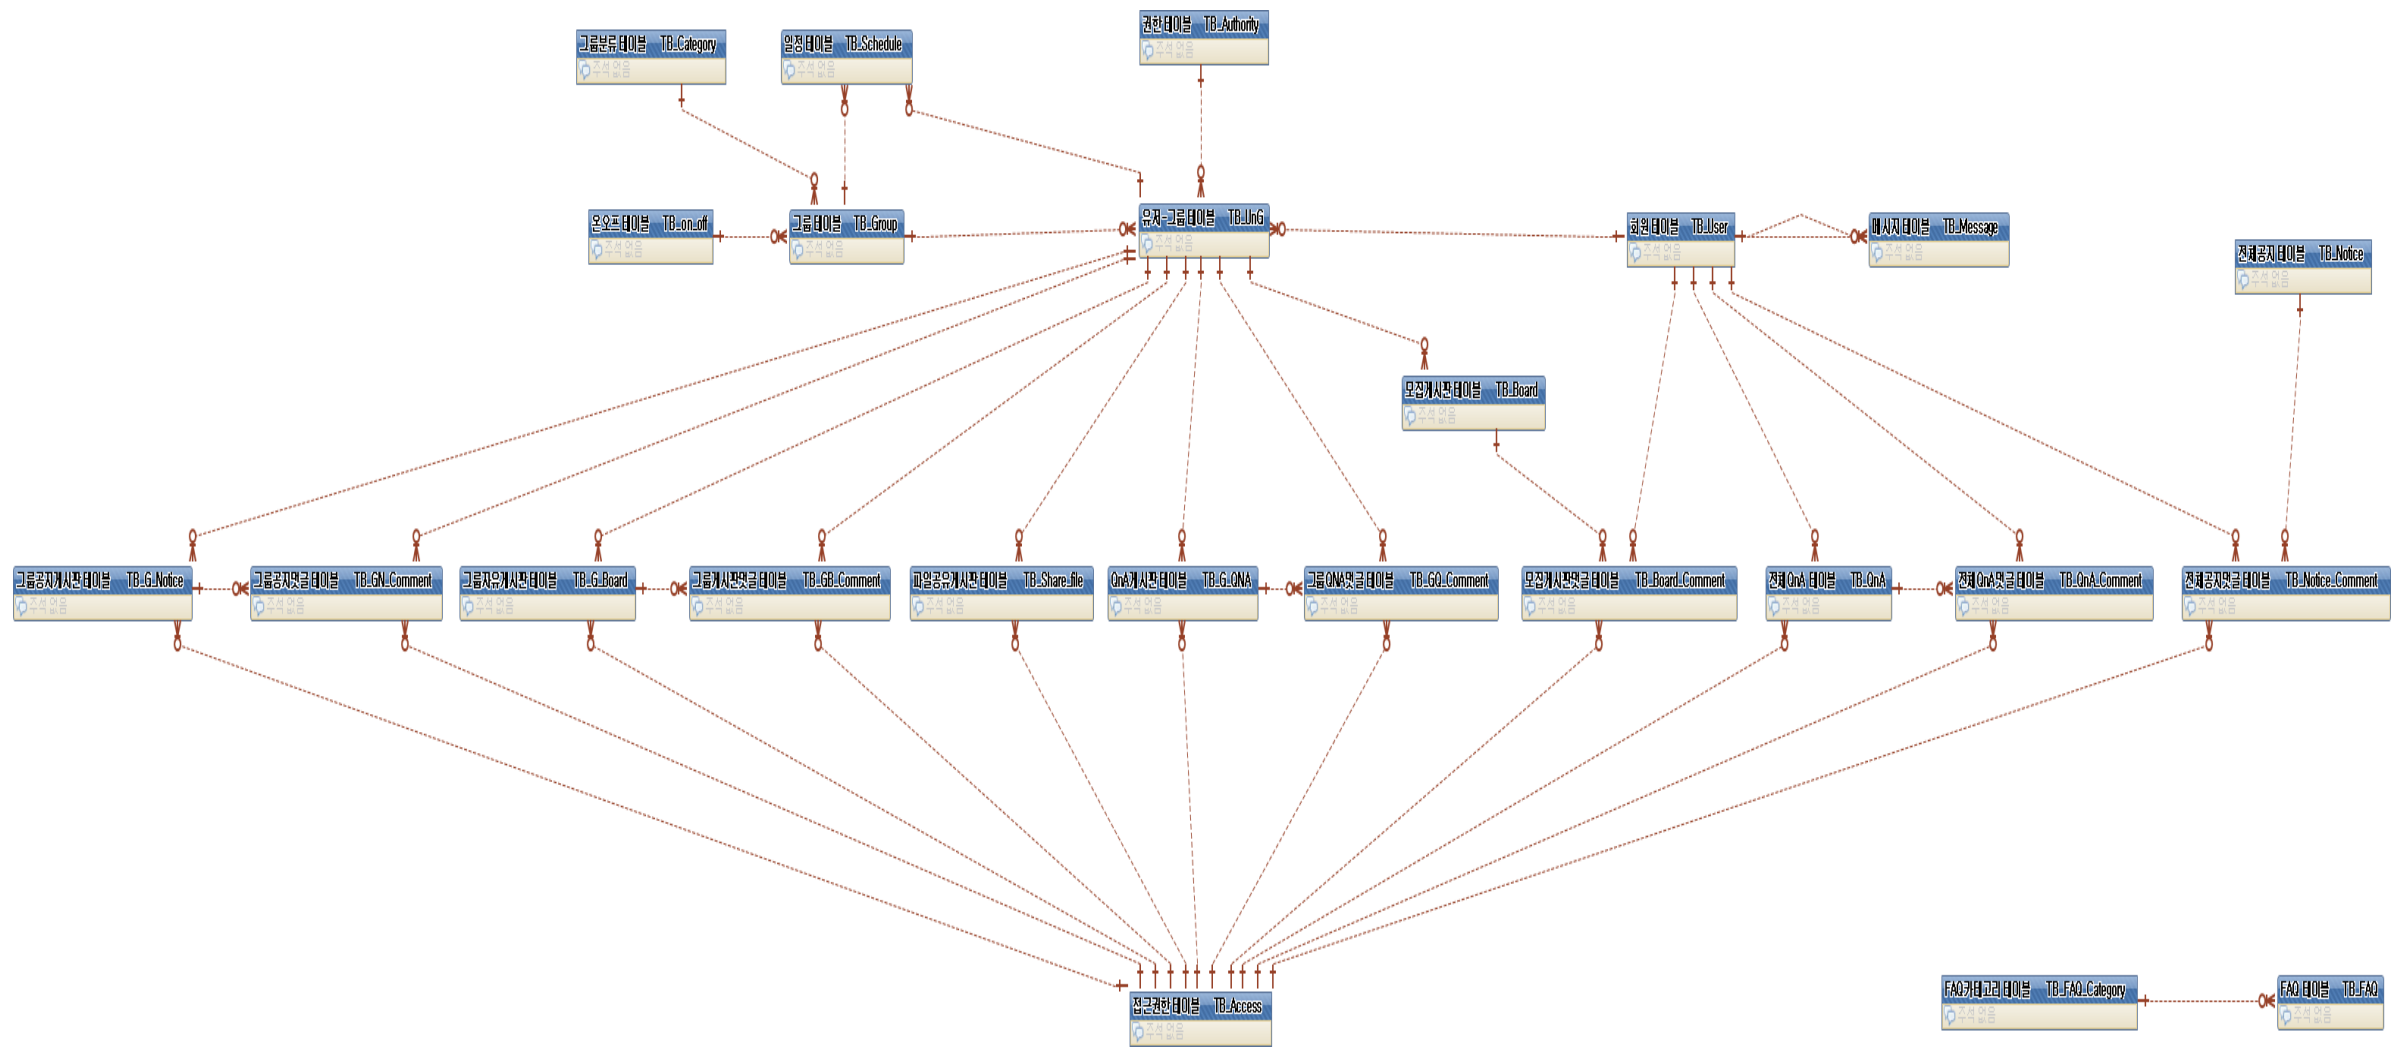 권한 테이블 TB_Authority
그룹분류 테이블 TB_Category
일정 테이블 TB_Schedule
온오프 테이블 TB_on_off
그룹 테이블 TB_Group
유저-그룹 테이블 TB_UnG
회원 테이블 TB_User
메시지 테이블 TB_Message
전체공지 테이블 TB_Notice
모집게시판 테이블 TB_Board
그룹공지게시판 테이블 TB_G_Notice
그룹공지댓글 테이블 TB_GN_Comment
그룹자유게시판 테이블 TB_G_Board
그룹게시판댓글 테이블 TB_GB_Comment
파일공유게시판 테이블 TB_Share_file
QnA게시판 테이블 TB_G_QNA
그룹QNA댓글 테이블 TB_GQ_Comment
모집게시판댓글 테이블 TB_Board_Comment
전체QnA 테이블 TB_QnA
전체QnA댓글 테이블 TB_QnA_Comment
전체공지댓글 테이블 TB_Notice_Comment
접근권한 테이블 TB_Access
FAQ카테고리 테이블 TB_FAQ_Category
FAQ 테이블 TB_FAQ